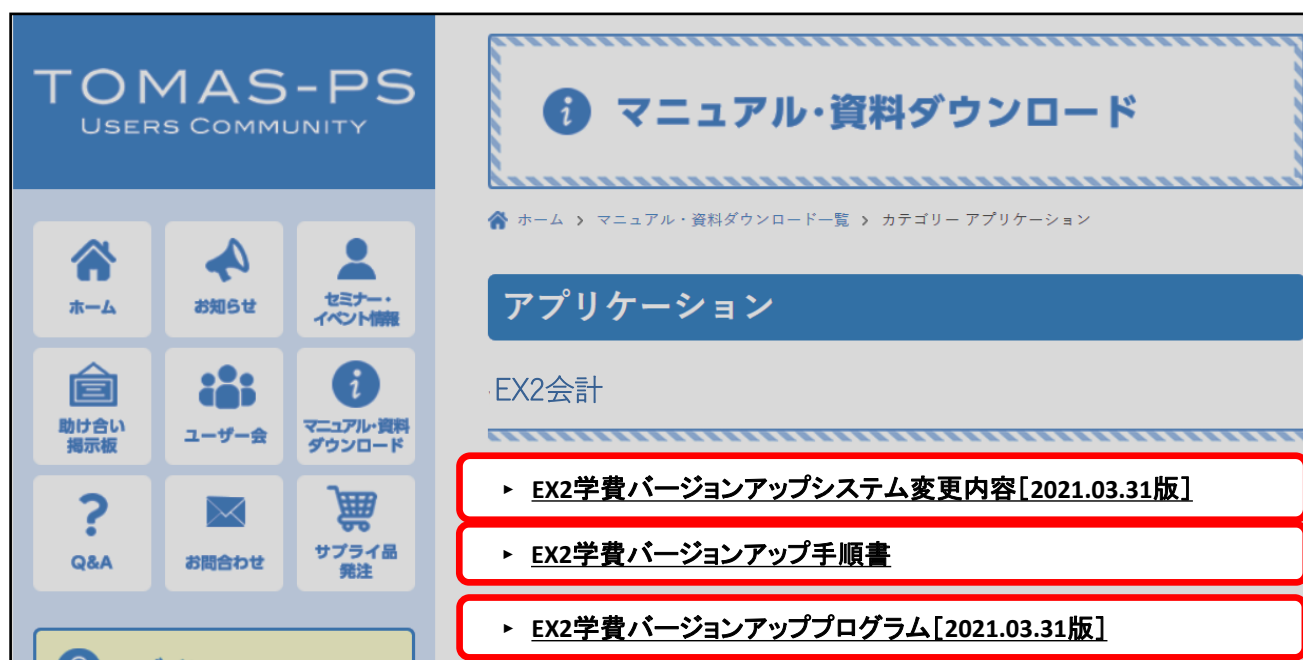 TOMAS-PS
USERS COMMUNITY
ホーム
お知らせ
セミナー・
イベント情報
助け合い
掲示板
ユーザー会
マニュアル・資料
ダウンロード
Q&A
お問合わせ
サプライ品
発注
マニュアル・資料ダウンロード
ホーム > マニュアル・資料ダウンロード一覧 > カテゴリー アプリケーション
アプリケーション
EX2会計
▸ EX2学費バージョンアップシステム変更内容[2021.03.31版]
▸ EX2学費バージョンアップ手順書
▸ EX2学費バージョンアッププログラム[2021.03.31版]